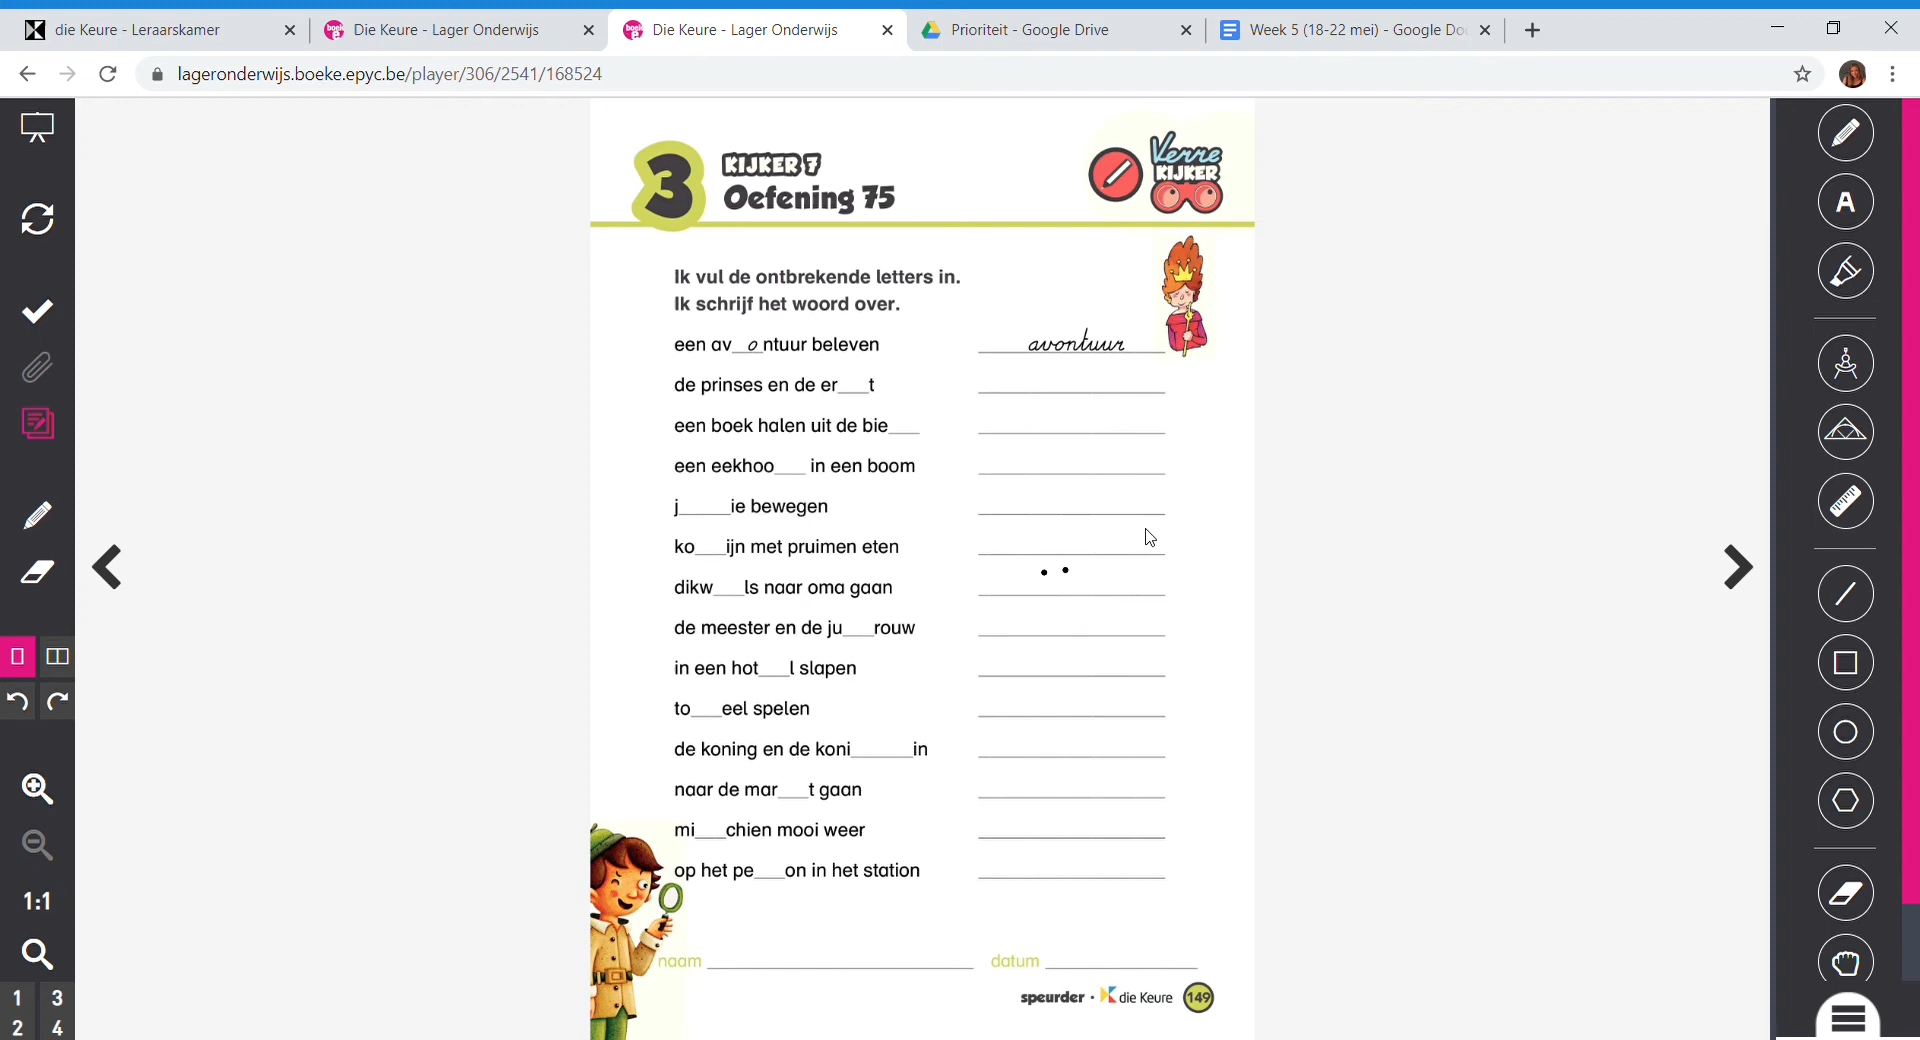 die Keure - Leraarskamer
Die Keure - Lager Onderwijs
Die Keure - Lager Onderwijs
Prioriteit - Google Drive
Week 5 (18-22 mei) - Google Do
lageronderwijs.boeke.epyc.be/player/306/2541/168524
3
KIJKER 7
Oefening 75
Verre
KIJKER
Ik vul de ontbrekende letters in.
Ik schrijf het woord over.
een av__o_ntuur beleven avontuur
de prinses en de er___t
een boek halen uit de bie___
een eekhoo___ in een boom
j_____ie bewegen
ko___ijn met pruimen eten
dikw___ls naar oma gaan
de meester en de ju___rouw
in een hot___l slapen
to___eel spelen
de koning en de koni______in
naar de mar___t gaan
mi___chien mooi weer
op het pe___on in het station
naam datum
speurder • die Keure 149
A
1:1
1 3
2 4